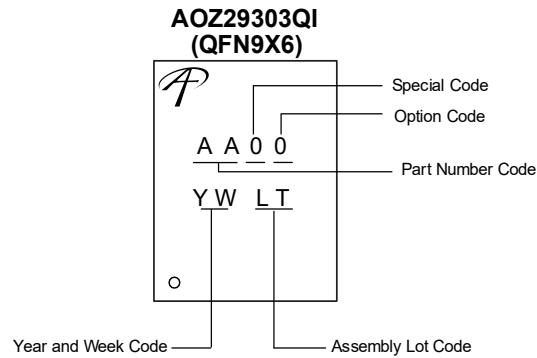 AOZ29303QI
(QFN9X6)
Special Code
Option Code
A A 0 0
Part Number Code
Y W L T
Year and Week Code
Assembly Lot Code